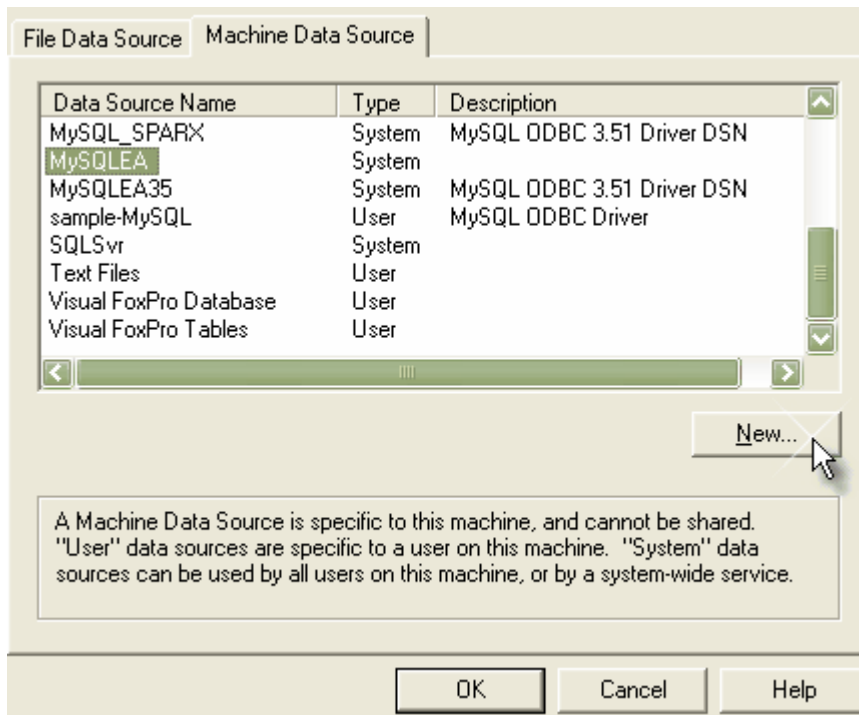 File Data Source Machine Data Source
Data Source Name Type Description
MySQL_SPARX System MySQL ODBC 3.51 Driver DSN
MySQLEA System
MySQLEA35 System MySQL ODBC 3.51 Driver DSN
sample-MySQL User MySQL ODBC Driver
SQLSvr System
Text Files User
Visual FoxPro Database User
Visual FoxPro Tables User
New...
A Machine Data Source is specific to this machine, and cannot be shared.
"User" data sources are specific to a user on this machine. "System" data
sources can be used by all users on this machine, or by a system-wide service.
OK Cancel Help